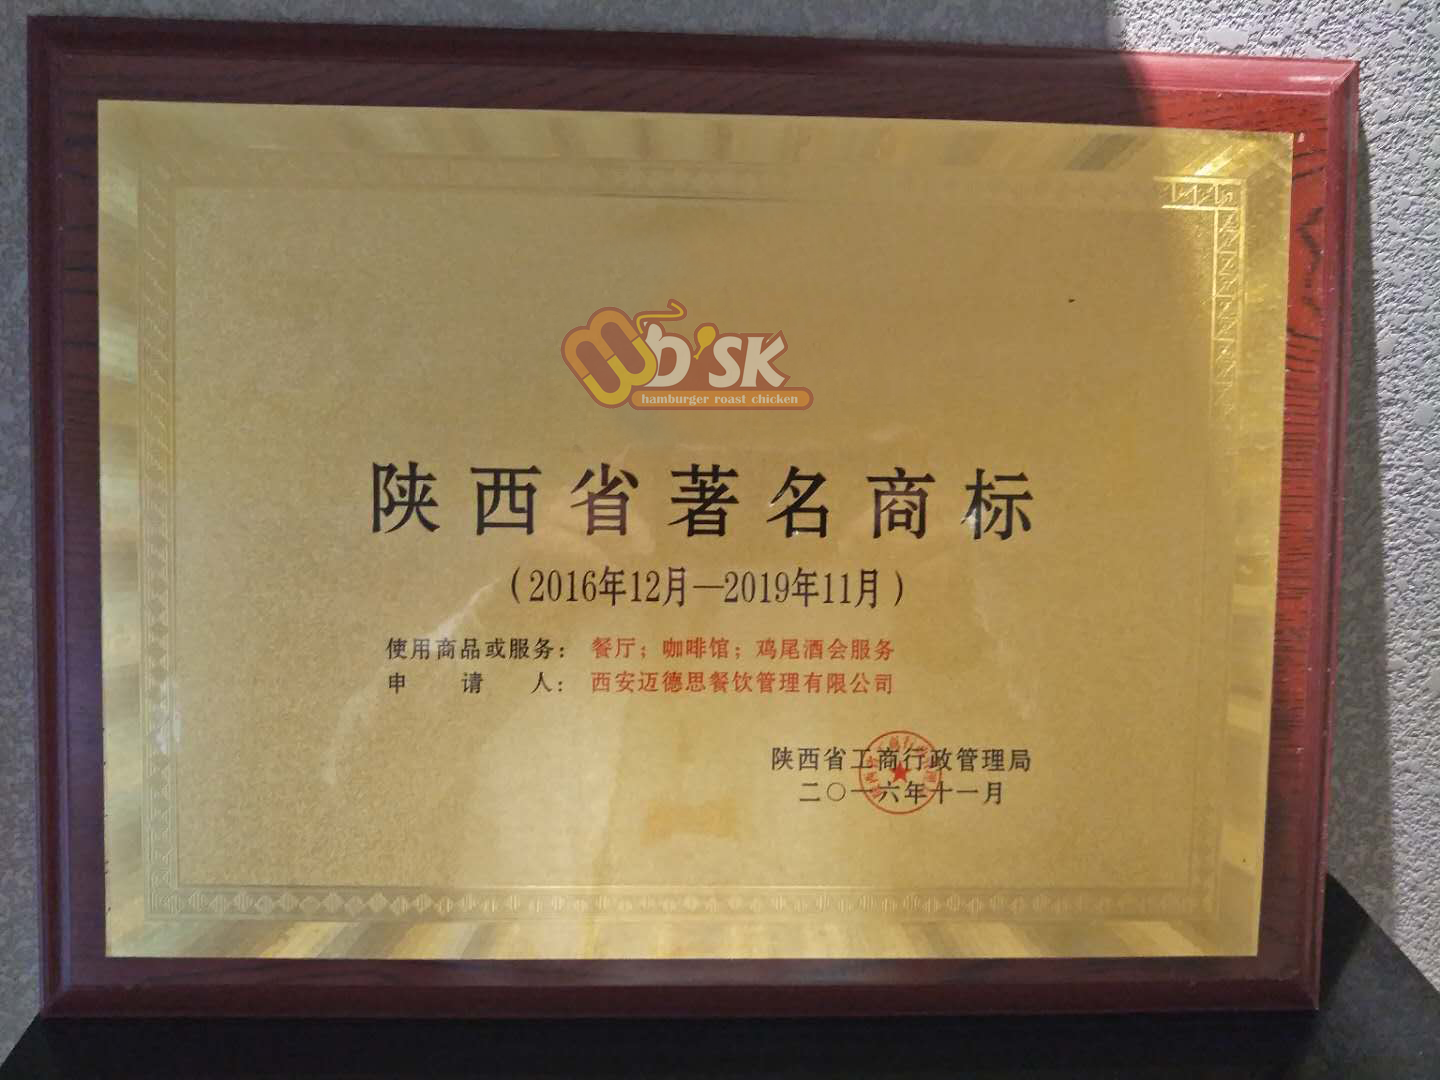 D'SK
hamburger roast chicken
陕西省著名商标
（2016年12月—2019年11月）
使用商品或服务：餐厅；咖啡馆；鸡尾酒会服务
申请人：西安迈德思餐饮管理有限公司
陕西省工商行政管理局
二〇一六年十一月